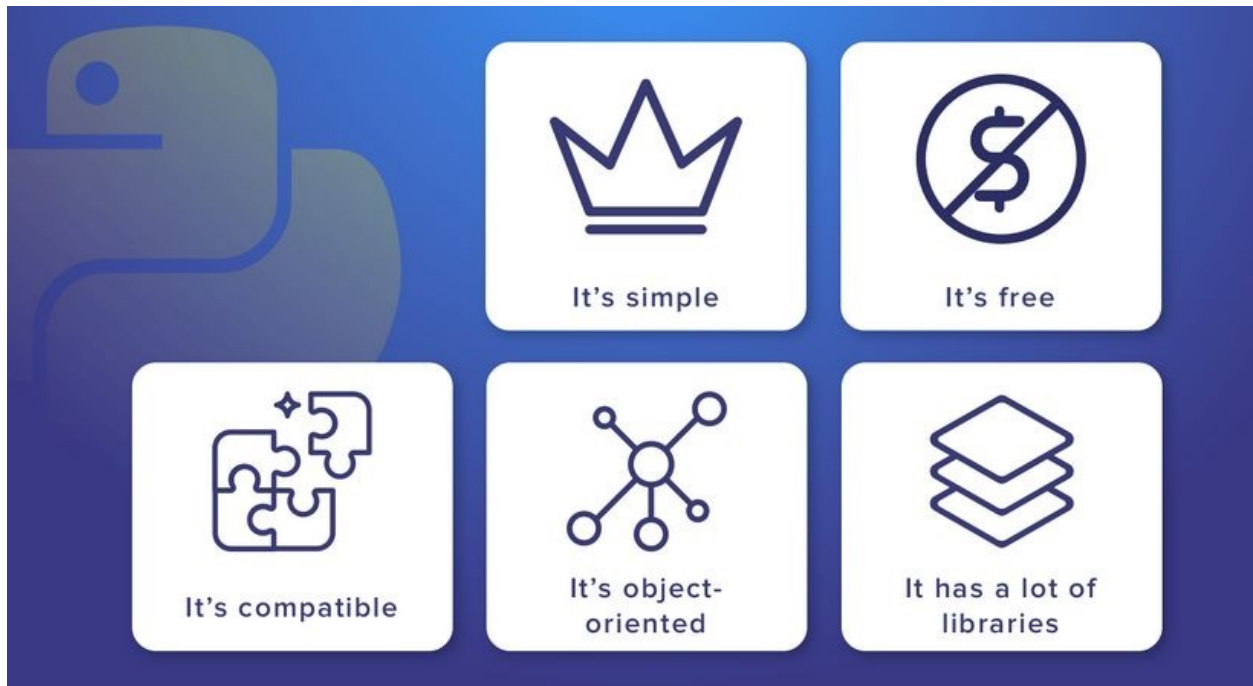 It’s simple
It’s free
It’s compatible
It’s object-
oriented
It has a lot of
libraries